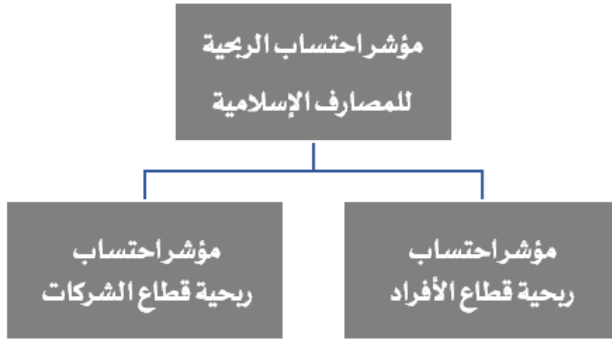 مؤشر احتساب الربحية
للمصارف الإسلامية
مؤشر احتساب
ربحية قطاع الأفراد
مؤشر احتساب
ربحية قطاع الشركات